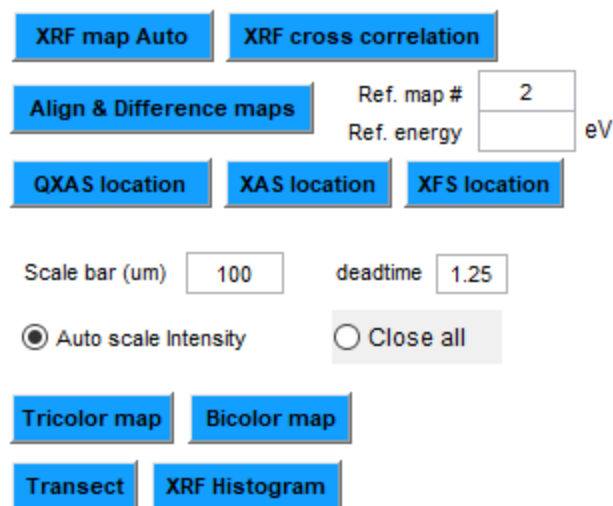 XRF map Auto XRF cross correlation
Align & Difference maps Ref. map # 2
Ref. energy eV
QXAS location XAS location XFS location
Scale bar (um) 100 deadtime 1.25
Auto scale Intensity Close all
Tricolor map Bicolor map
Transect XRF Histogram